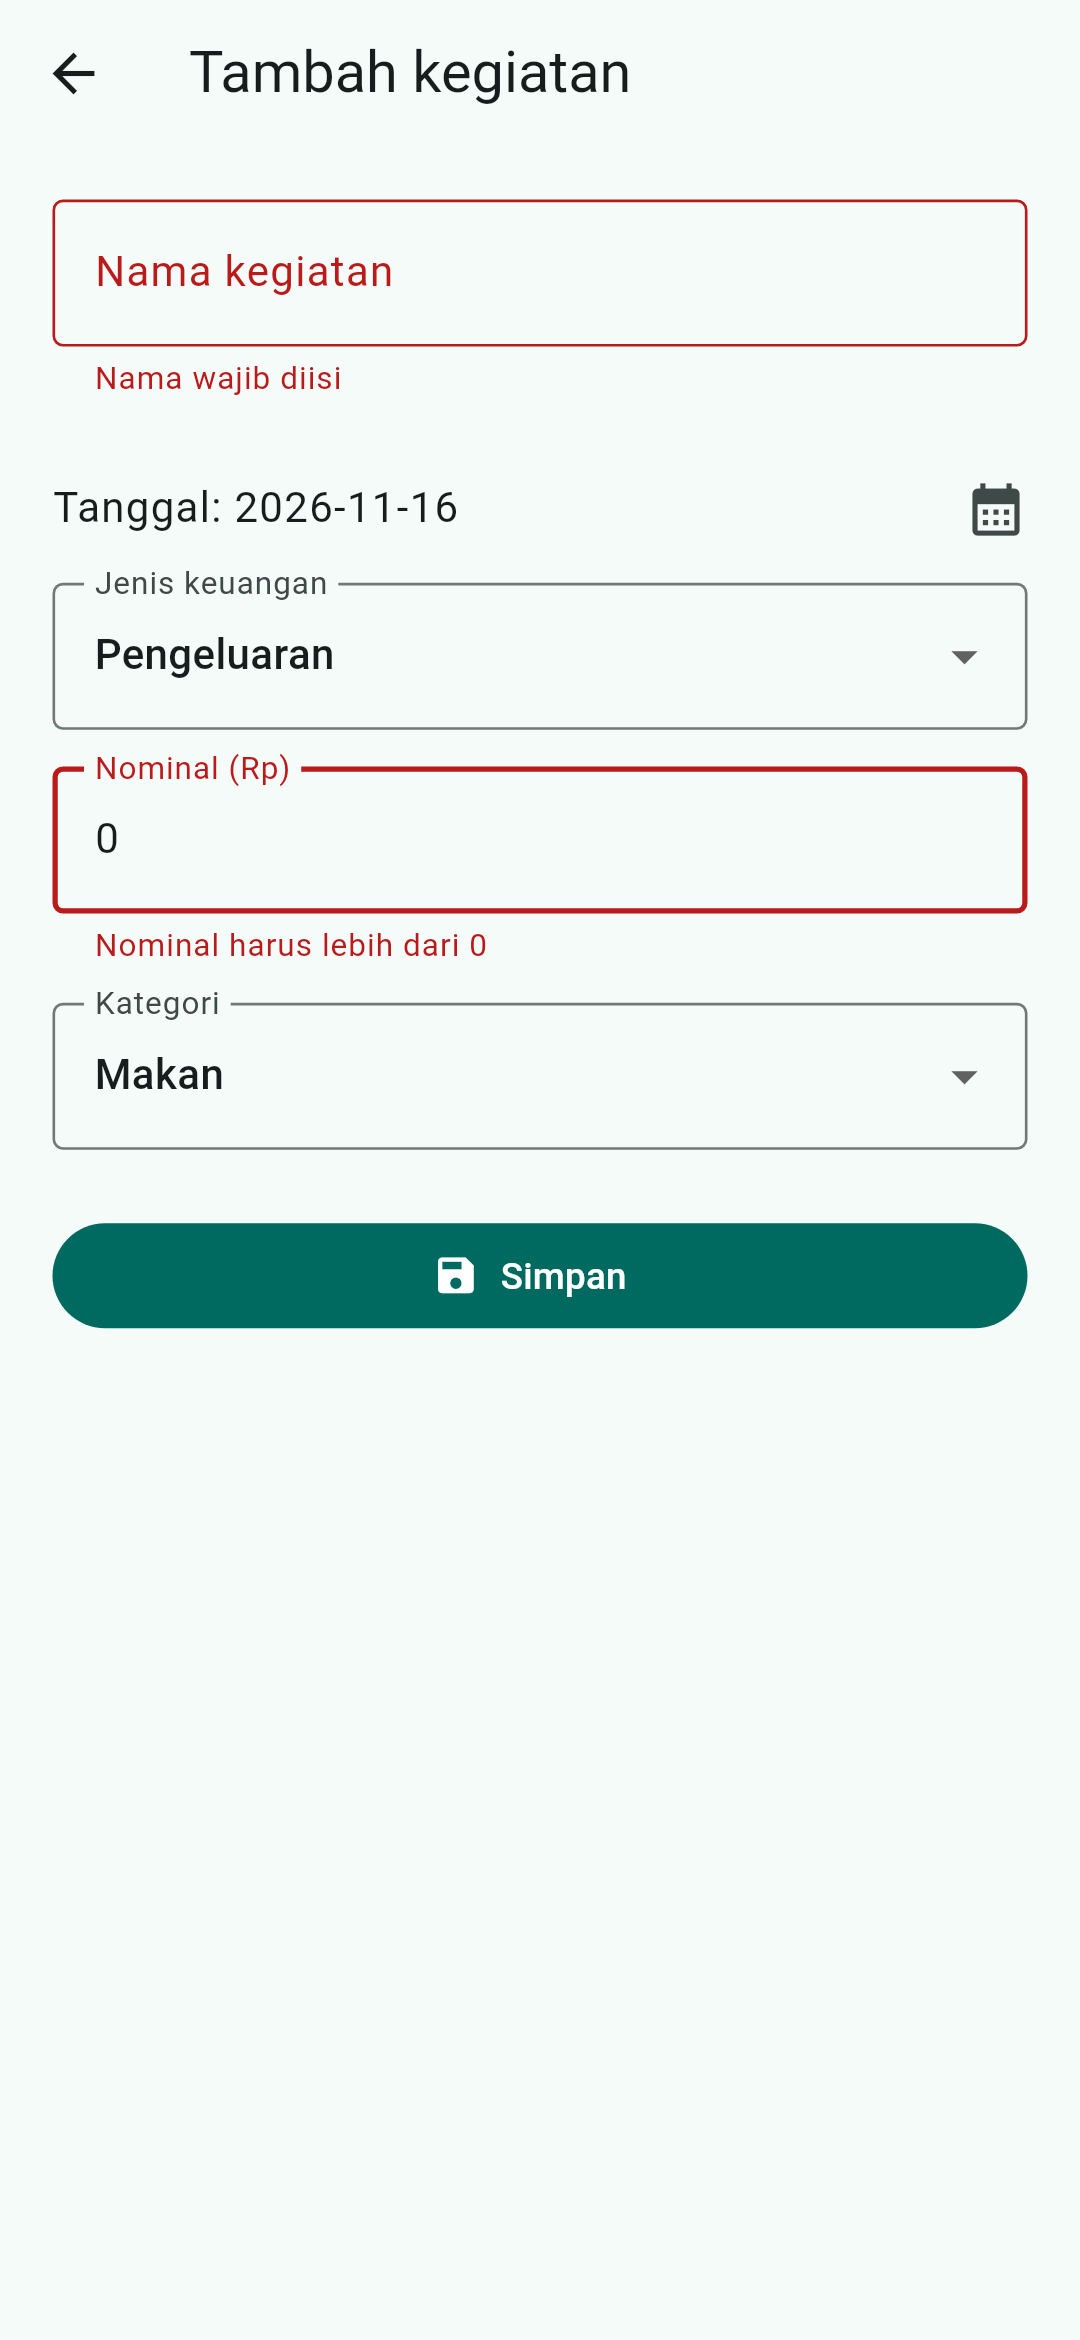 Tambah kegiatan
Nama kegiatan
Nama wajib diisi
Tanggal: 2026-11-16
Jenis keuangan
Pengeluaran
Nominal (Rp)
0
Nominal harus lebih dari 0
Kategori
Makan
Simpan